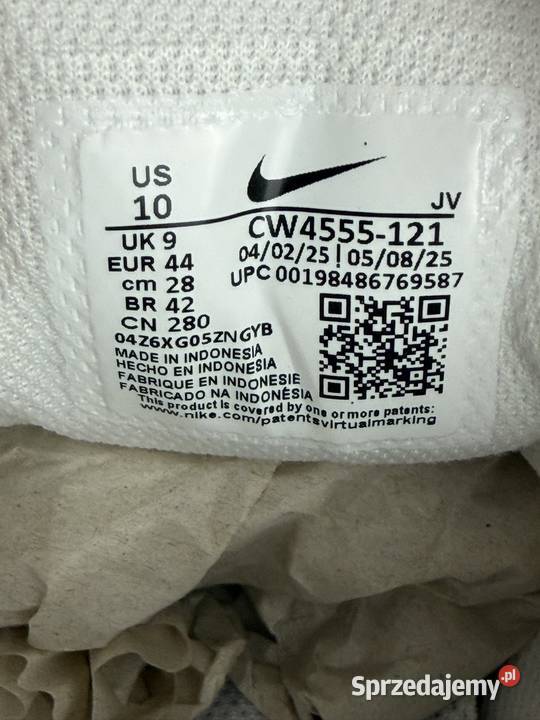 US
10
JV
UK 9
CW4555-121
EUR 44
04/02/25 | 05/08/25
cm 28
UPC 00198486769587
BR 42
CN 280
04Z6XG05ZNGYB
MADE IN INDONESIA
HECHO EN INDONESIA
FABRIQUE EN INDONESIE
FABRICADO NA INDONÉSIA
This product is covered by one or more patents:
www.nike.com/patentsvirtualmarking
Sprzedajemy.pl